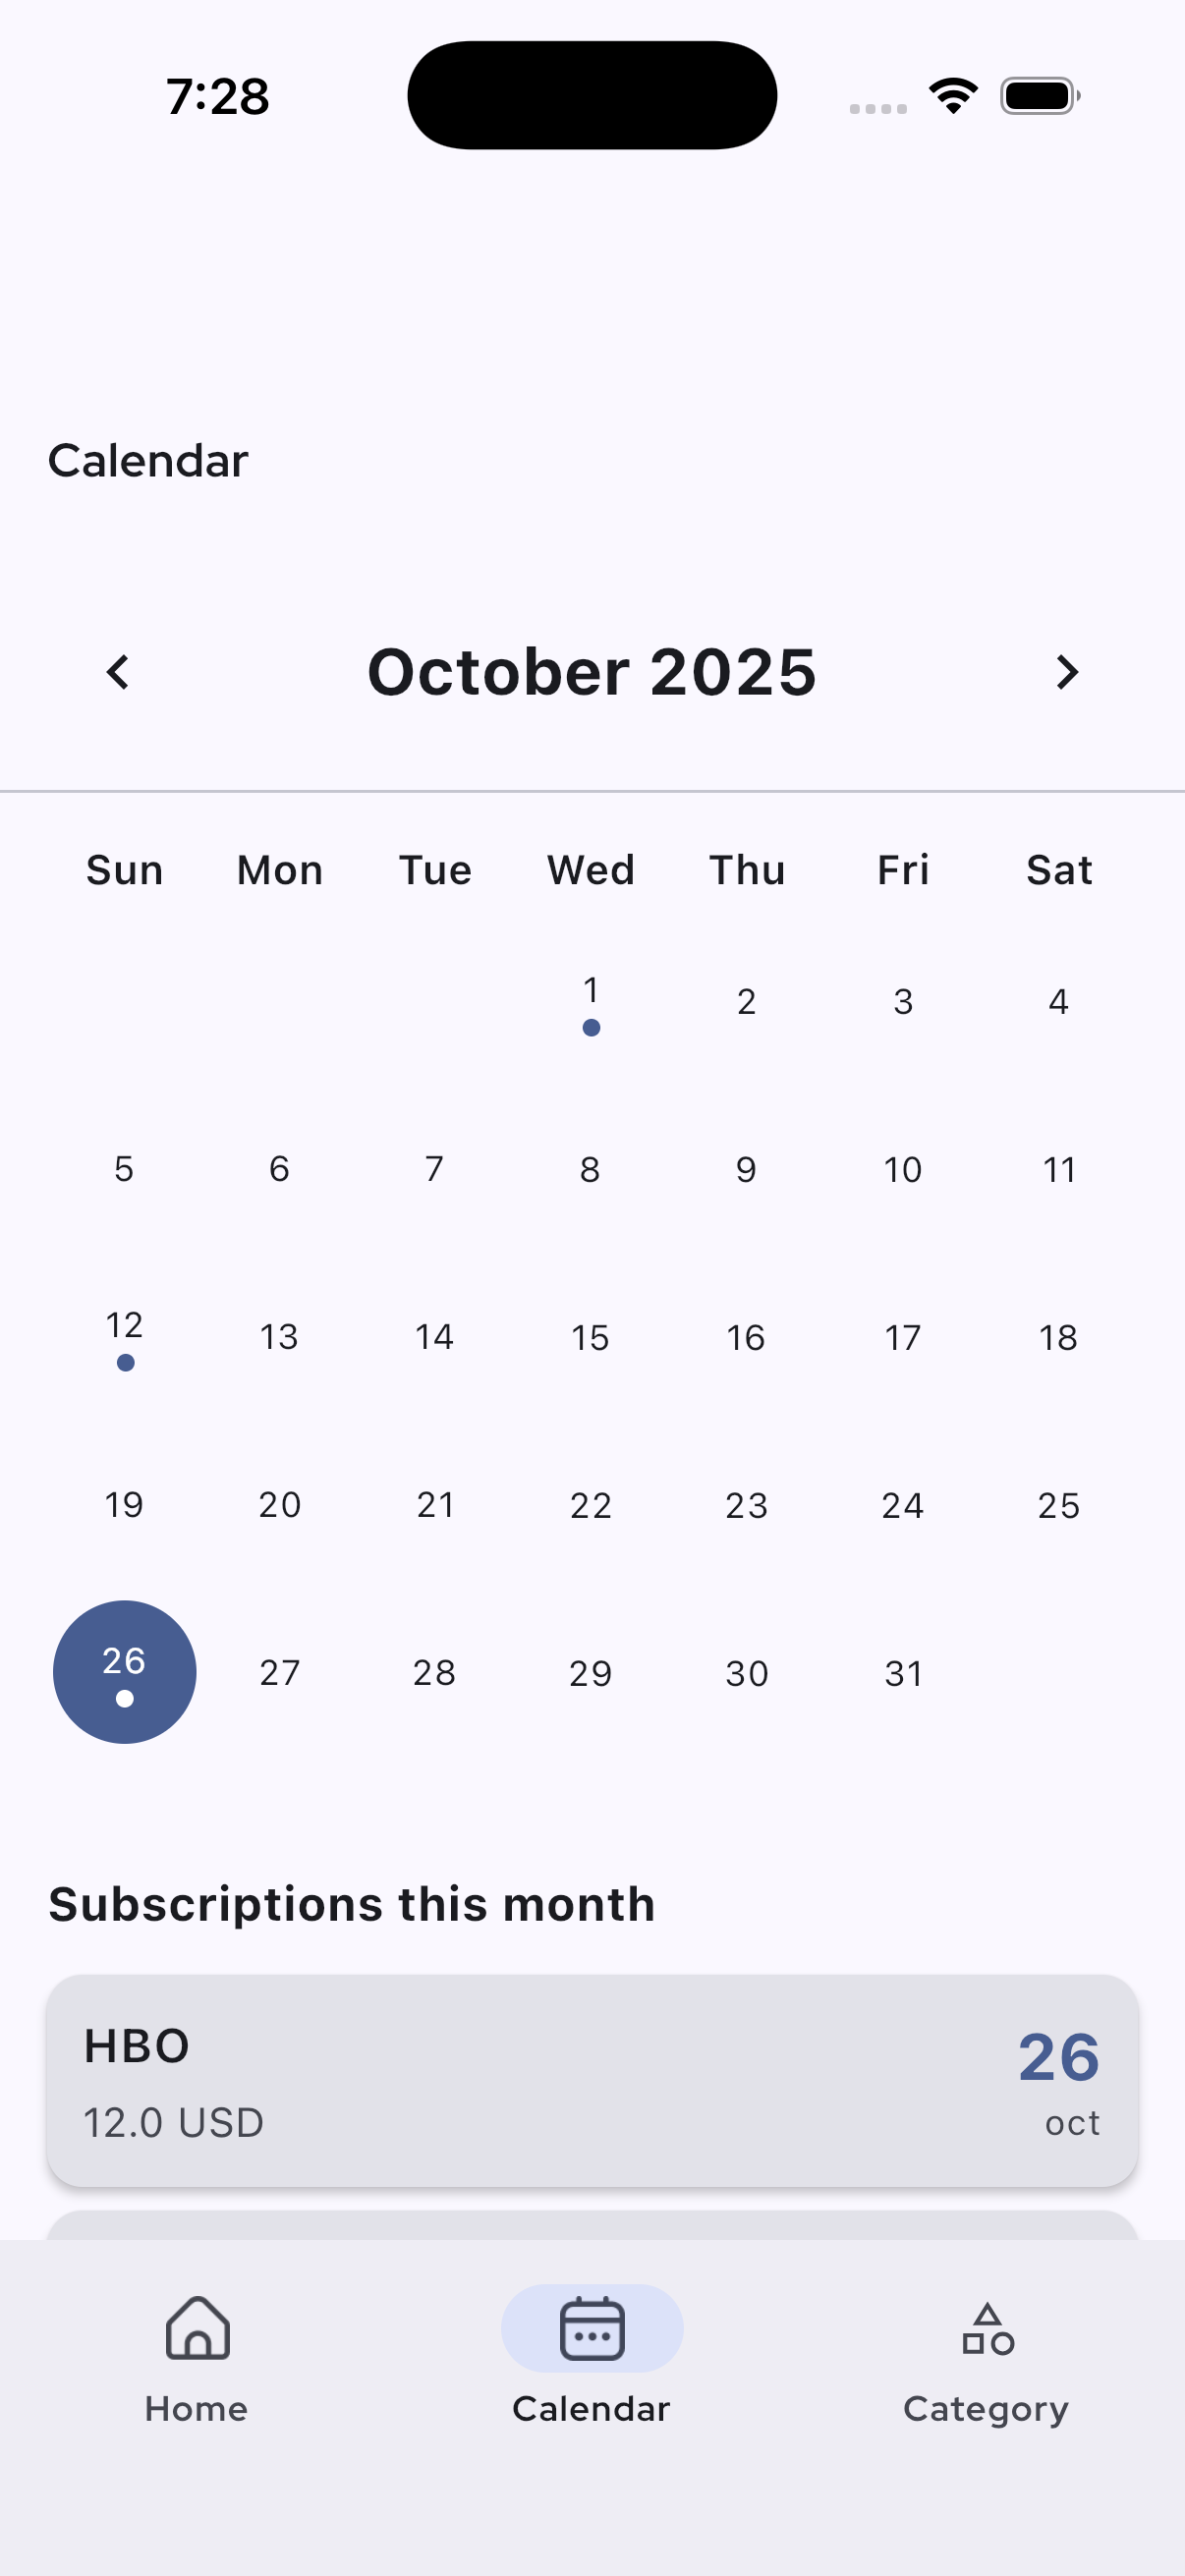 7:28
Calendar
October 2025
Sun Mon Tue Wed Thu Fri Sat
1 2 3 4
5 6 7 8 9 10 11
12 13 14 15 16 17 18
19 20 21 22 23 24 25
26 27 28 29 30 31
Subscriptions this month
HBO 26
12.0 USD oct
Home Calendar Category